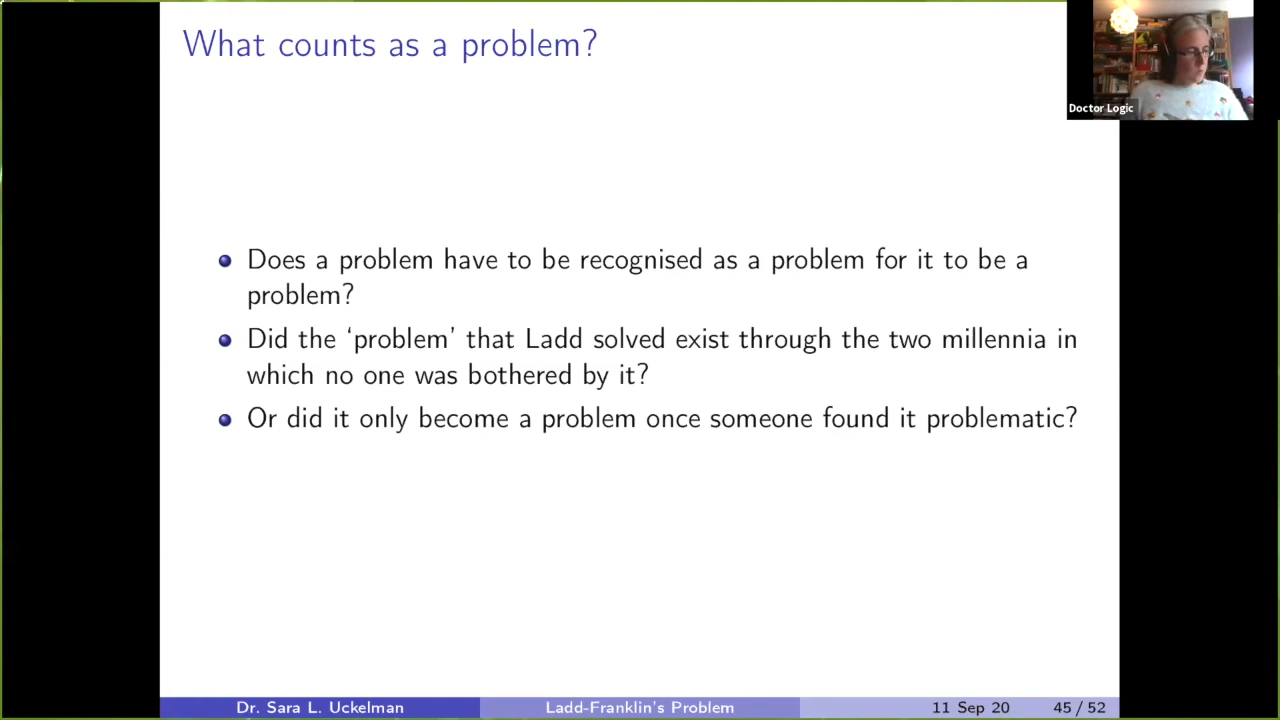 What counts as a problem?
Doctor Logic
Does a problem have to be recognised as a problem for it to be a
problem?
Did the ‘problem’ that Ladd solved exist through the two millennia in
which no one was bothered by it?
Or did it only become a problem once someone found it problematic?
Dr. Sara L. Uckelman Ladd-Franklin's Problem 11 Sep 20 45 / 52